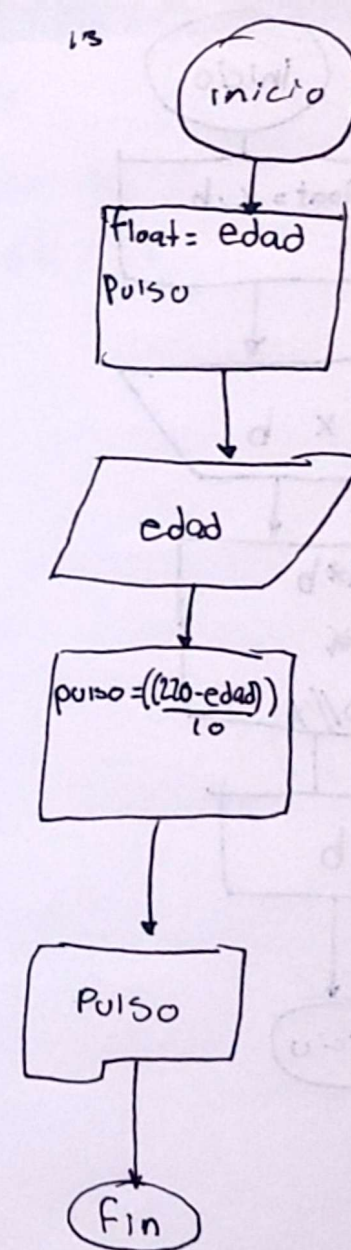 13
inicio
float = edad
Pulso
edad
pulso = ((220-edad))
10
Pulso
Fin